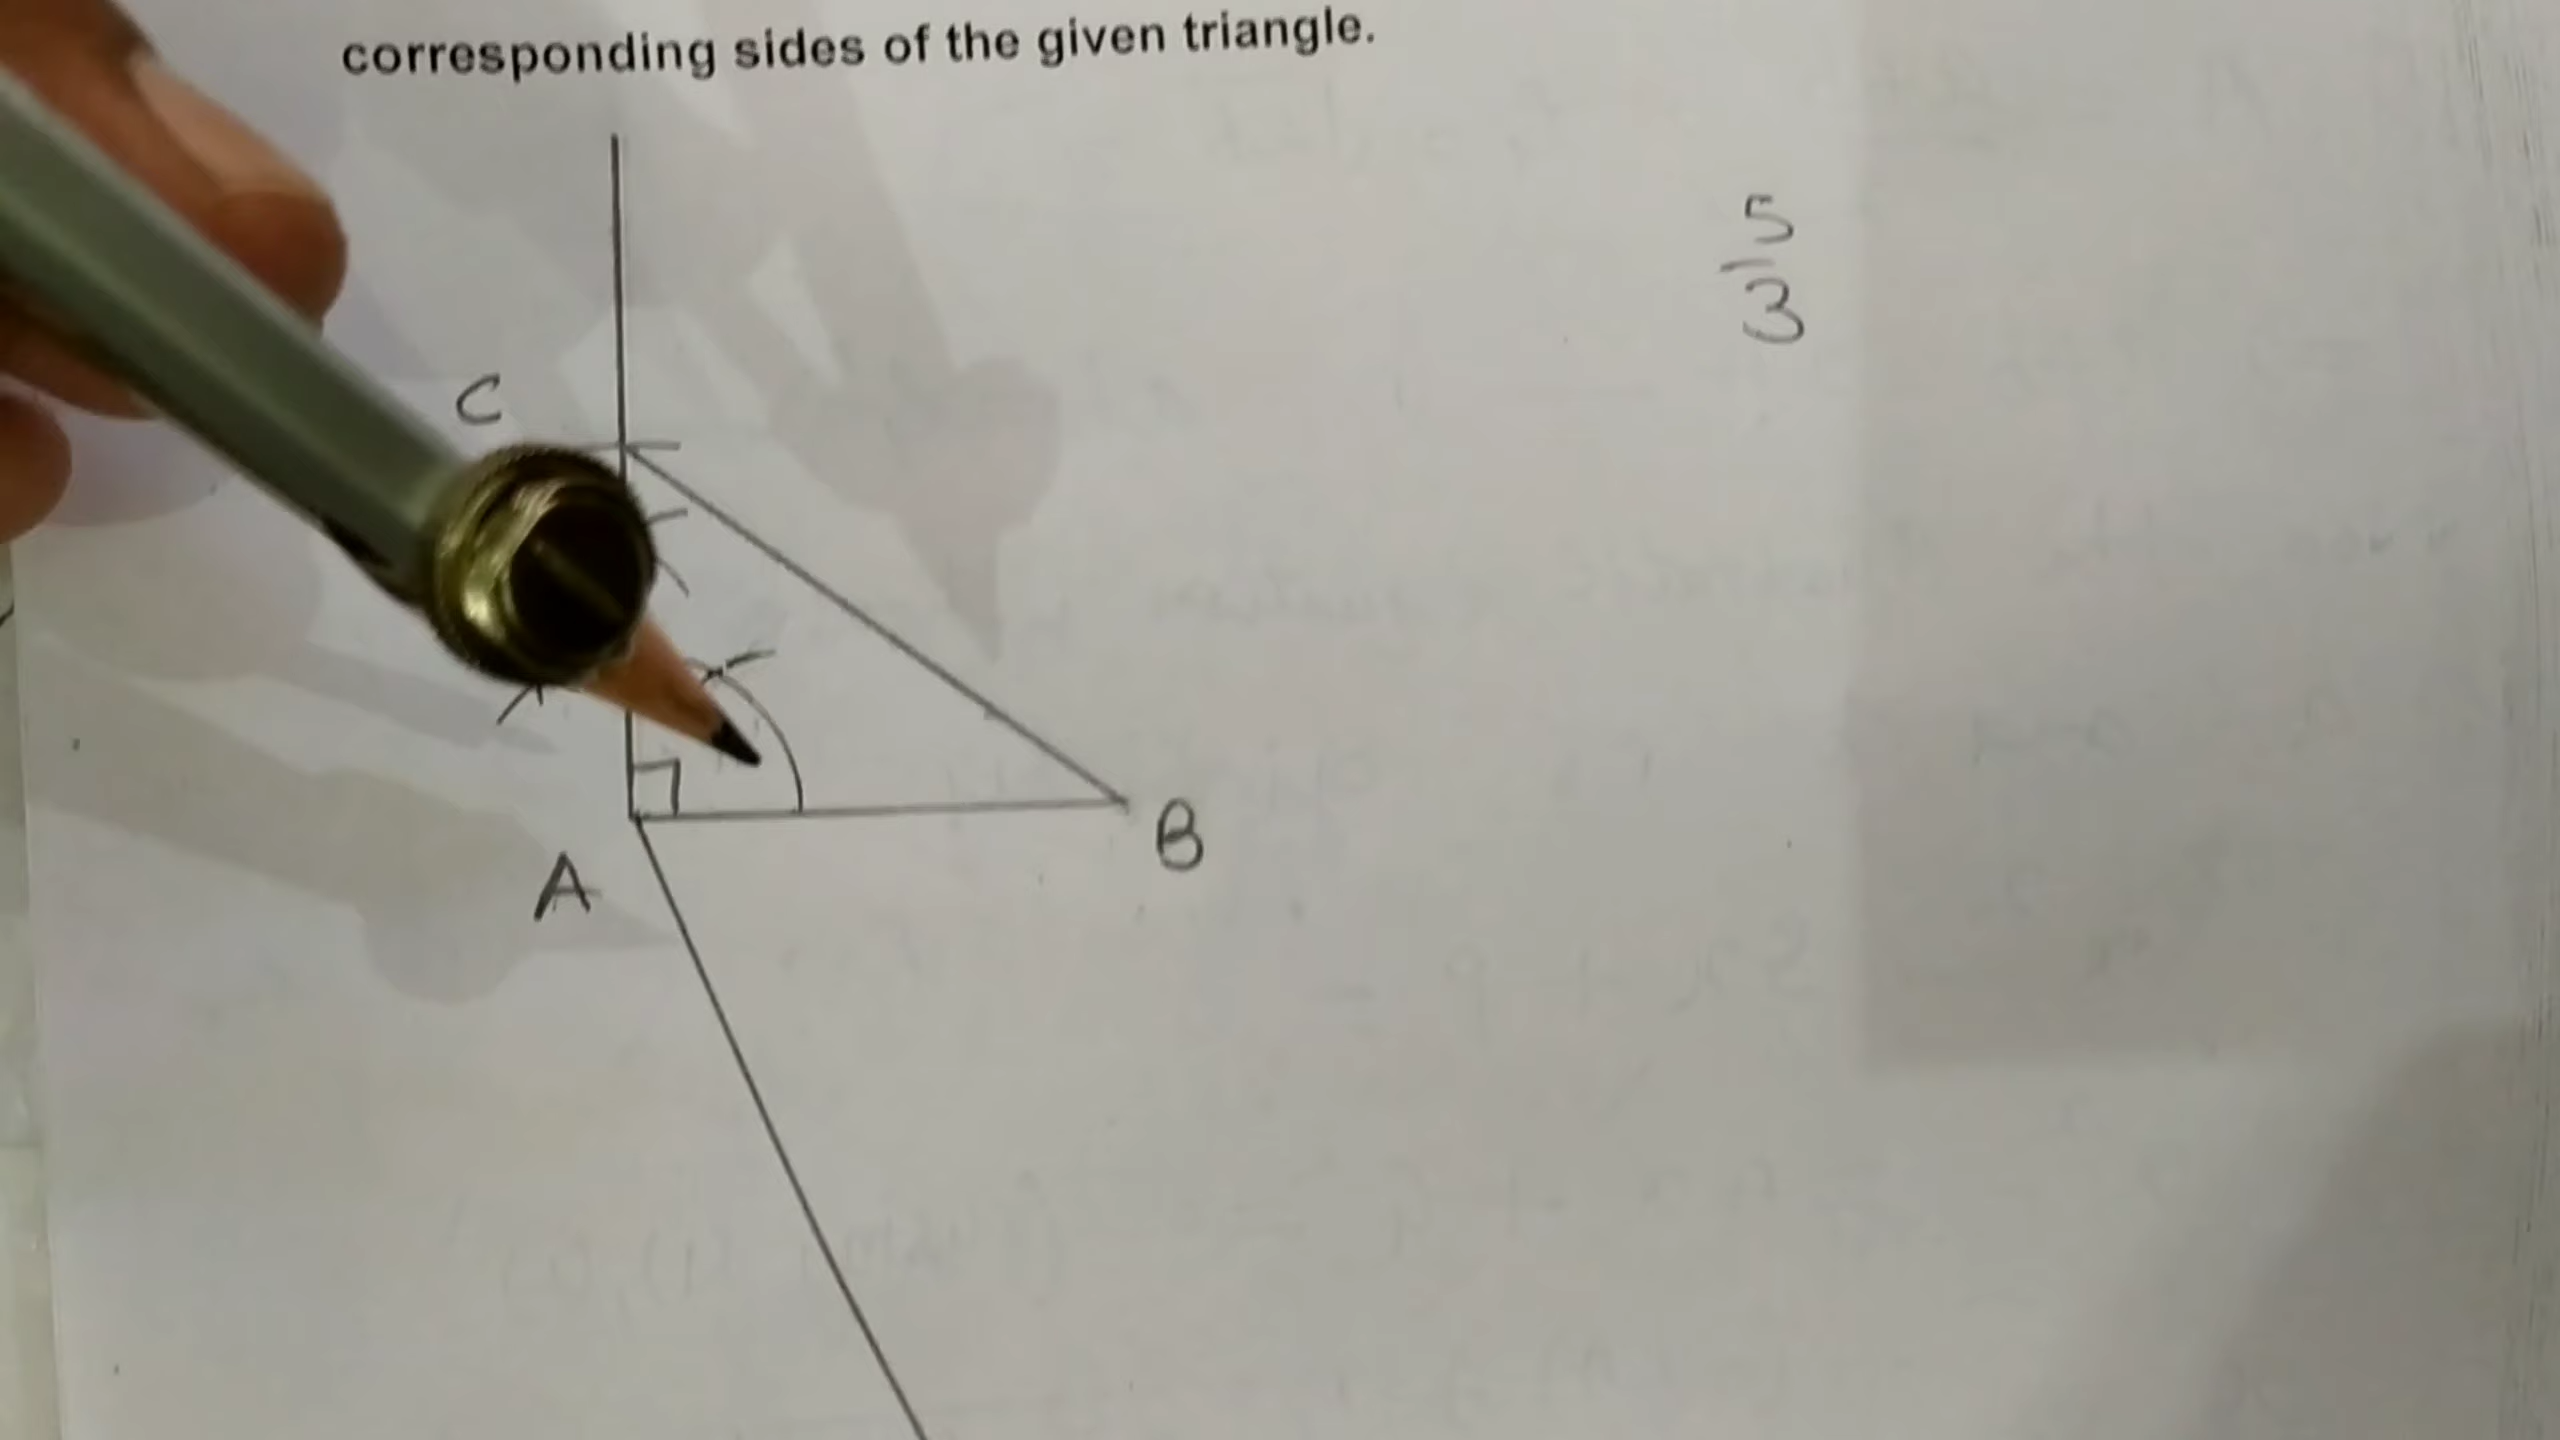 corresponding sides of the given triangle.
5
3
C
B
A